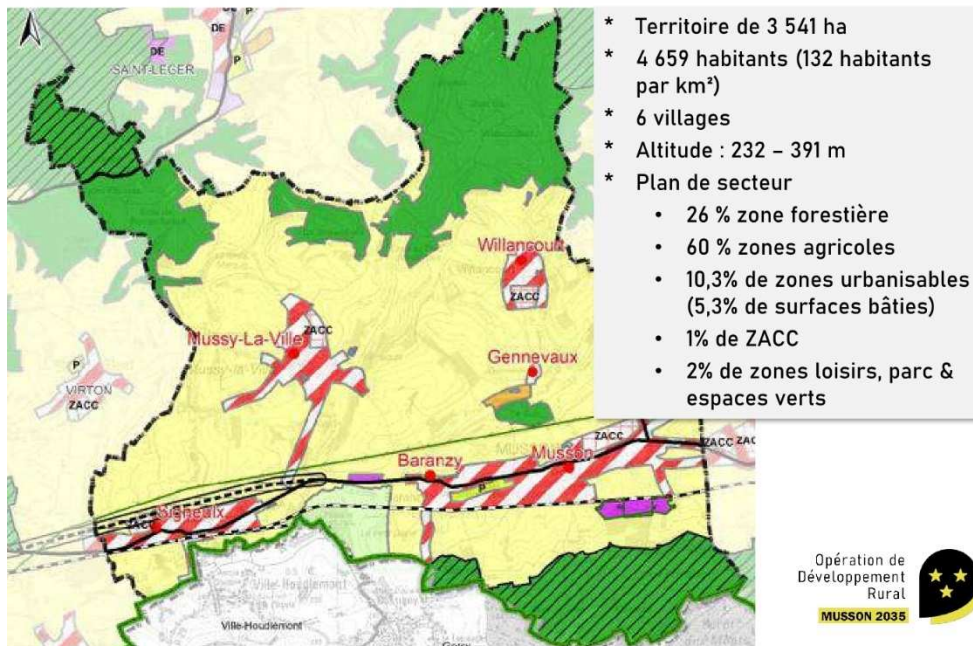 * Territoire de 3 541 ha
* 4 659 habitants (132 habitants
par km²)
* 6 villages
* Altitude : 232 – 391 m
* Plan de secteur
• 26 % zone forestière
• 60 % zones agricoles
• 10,3% de zones urbanisables
(5,3% de surfaces bâties)
• 1% de ZACC
• 2% de zones loisirs, parc &
espaces verts
DE
DE
P
SAINT-LEGER
Willancourt
ZACC
ZACC
Mussy-La-Ville
Gennevaux
P
VIRTON
ZACC
ZACC
ZACC
Musson
Baranzy
P
ZACC
Signeulx
Ville-Houdlemont
Ville-Houdlemont
Opération de
Développement
Rural
MUSSON 2035